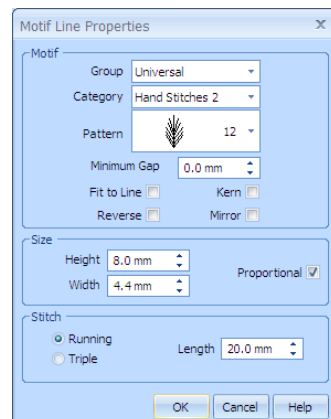 Motif Line Properties x
Motif
Group Universal
Category Hand Stitches 2
Pattern 12
Minimum Gap 0.0 mm
Fit to Line Kern
Reverse Mirror
Size
Height 8.0 mm
Proportional
Width 4.4 mm
Stitch
Running
Length 20.0 mm
Triple
OK Cancel Help